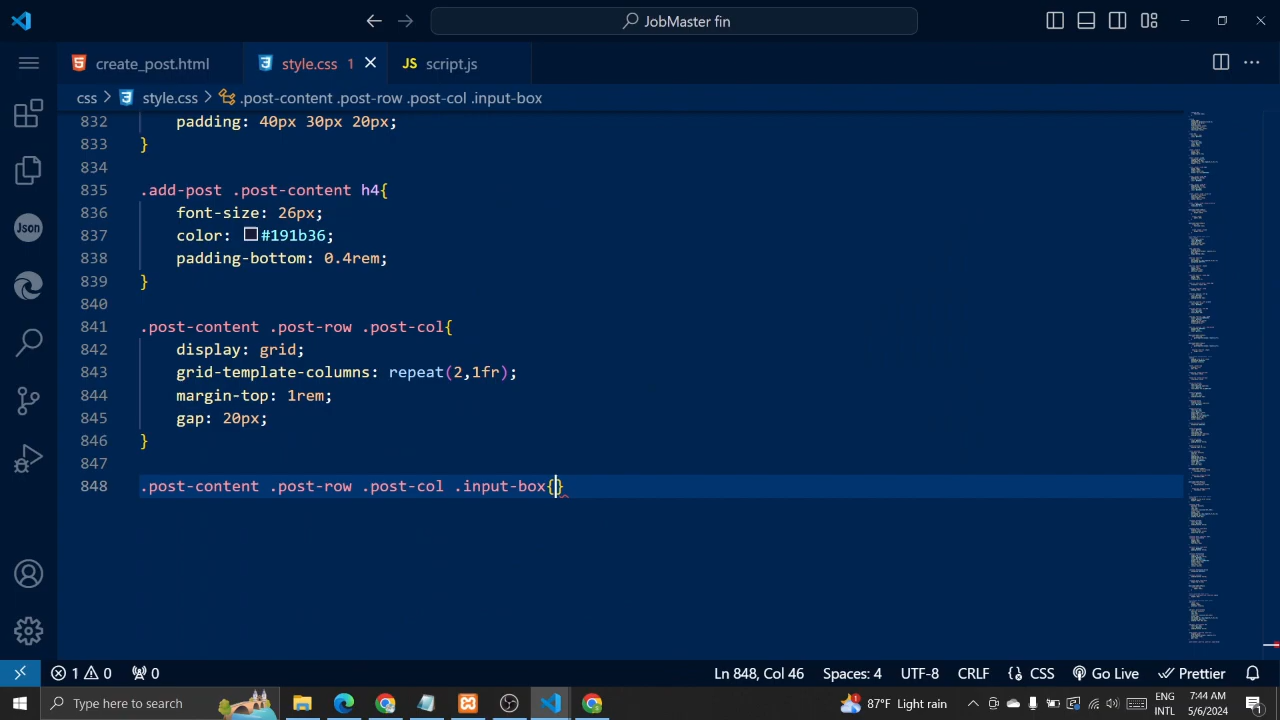 JobMaster fin
create_post.html
style.css 1
JS script.js
css > style.css > .post-content .post-row .post-col .input-box
832 padding: 40px 30px 20px;
833 }
834
835 .add-post .post-content h4{
836 font-size: 26px;
837 color: #191b36;
838 padding-bottom: 0.4rem;
839 }
840
841 .post-content .post-row .post-col{
842 display: grid;
843 grid-template-columns: repeat(2,1fr);
844 margin-top: 1rem;
845 gap: 20px;
846 }
847
848 .post-content .post-row .post-col .input-box{}
Json
1 0 0 Ln 848, Col 46 Spaces: 4 UTF-8 CRLF {} CSS Go Live Prettier
Type here to search
87°F Light rain
ENG
INTL
7:44 AM
5/6/2024